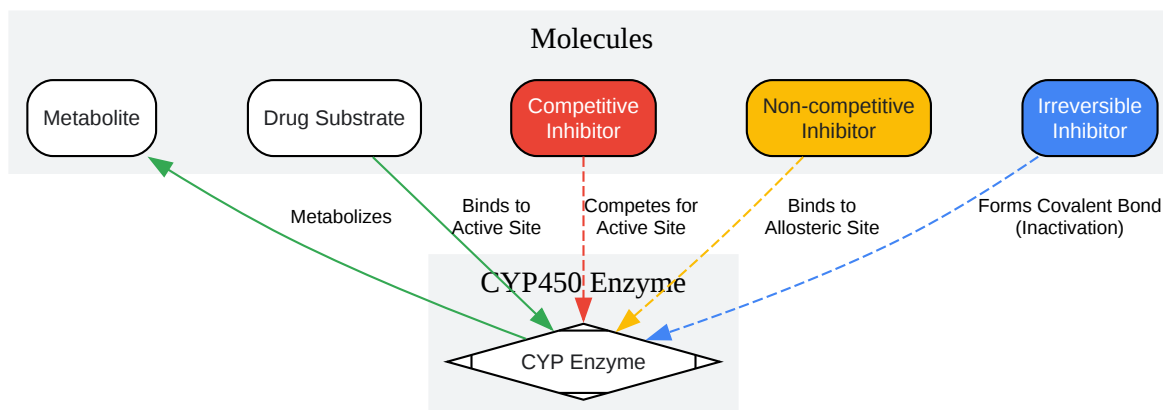 Molecules
Metabolite
Drug Substrate
Competitive
Inhibitor
Non-competitive
Inhibitor
Irreversible
Inhibitor
Metabolizes
Binds to
Active Site
Competes for
Active Site
Binds to
Allosteric Site
Forms Covalent Bond
(Inactivation)
CYP450 Enzyme
CYP Enzyme